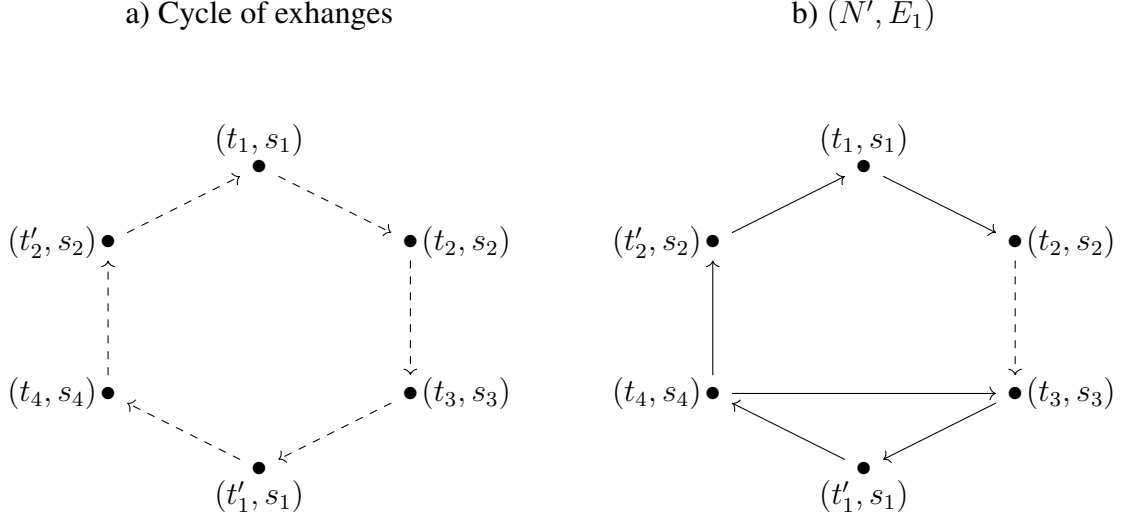 a) Cycle of exhanges
b) (N′, E₁)
(t₁, s₁)
(t₁, s₁)
(t′₂, s₂)
(t₂, s₂)
(t′₂, s₂)
(t₂, s₂)
(t₄, s₄)
(t₃, s₃)
(t₄, s₄)
(t₃, s₃)
(t′₁, s₁)
(t′₁, s₁)